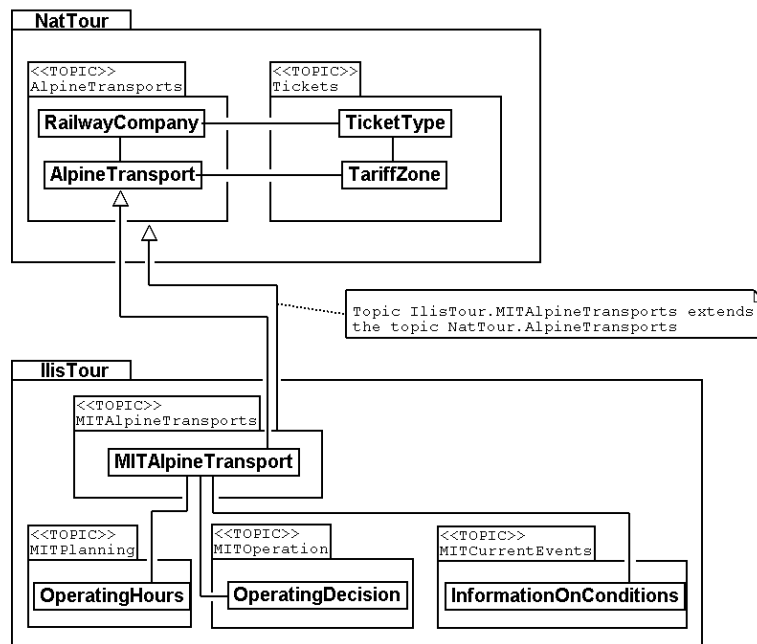 NatTour
<<TOPIC>>
AlpineTransports
<<TOPIC>>
Tickets
RailwayCompany
TicketType
AlpineTransport
TariffZone
Topic IlisTour.MITAlpineTransports extends
the topic NatTour.AlpineTransports
IlisTour
<<TOPIC>>
MITAlpineTransports
MITAlpineTransport
<<TOPIC>>
MITPlanning
<<TOPIC>>
MITOperation
<<TOPIC>>
MITCurrentEvents
OperatingHours
OperatingDecision
InformationOnConditions